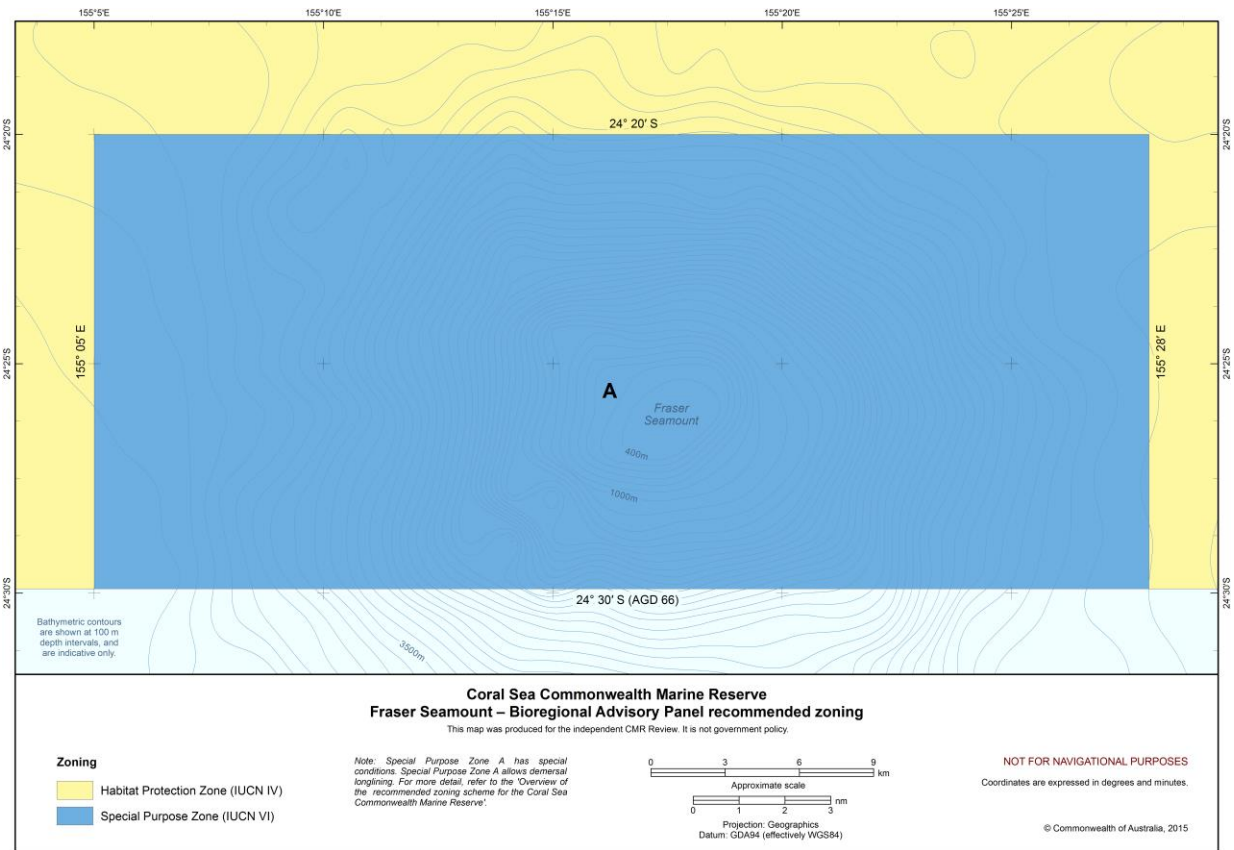 155°5'E
155°10'E
155°15'E
155°20'E
155°25'E
24°20'S
24° 20′ S
24°20'S
24°25'S
155° 05′ E
A
Fraser
Seamount
400m
1000m
155° 28′ E
24°25'S
24°30'S
24° 30′ S (AGD 66)
24°30'S
Bathymetric contours
are shown at 100 m
depth intervals, and
are indicative only.
3500m
Coral Sea Commonwealth Marine Reserve
Fraser Seamount – Bioregional Advisory Panel recommended zoning
This map was produced for the independent CMR Review. It is not government policy.
Zoning
Habitat Protection Zone (IUCN IV)
Special Purpose Zone (IUCN VI)
Note: Special Purpose Zone A has special
conditions. Special Purpose Zone A allows demersal
longlining. For more detail, refer to the 'Overview of
the recommended zoning scheme for the Coral Sea
Commonwealth Marine Reserve'.
0 3 6 9 km
Approximate scale
0 1 2 3 nm
Projection: Geographics
Datum: GDA94 (effectively WGS84)
NOT FOR NAVIGATIONAL PURPOSES
Coordinates are expressed in degrees and minutes.
© Commonwealth of Australia, 2015